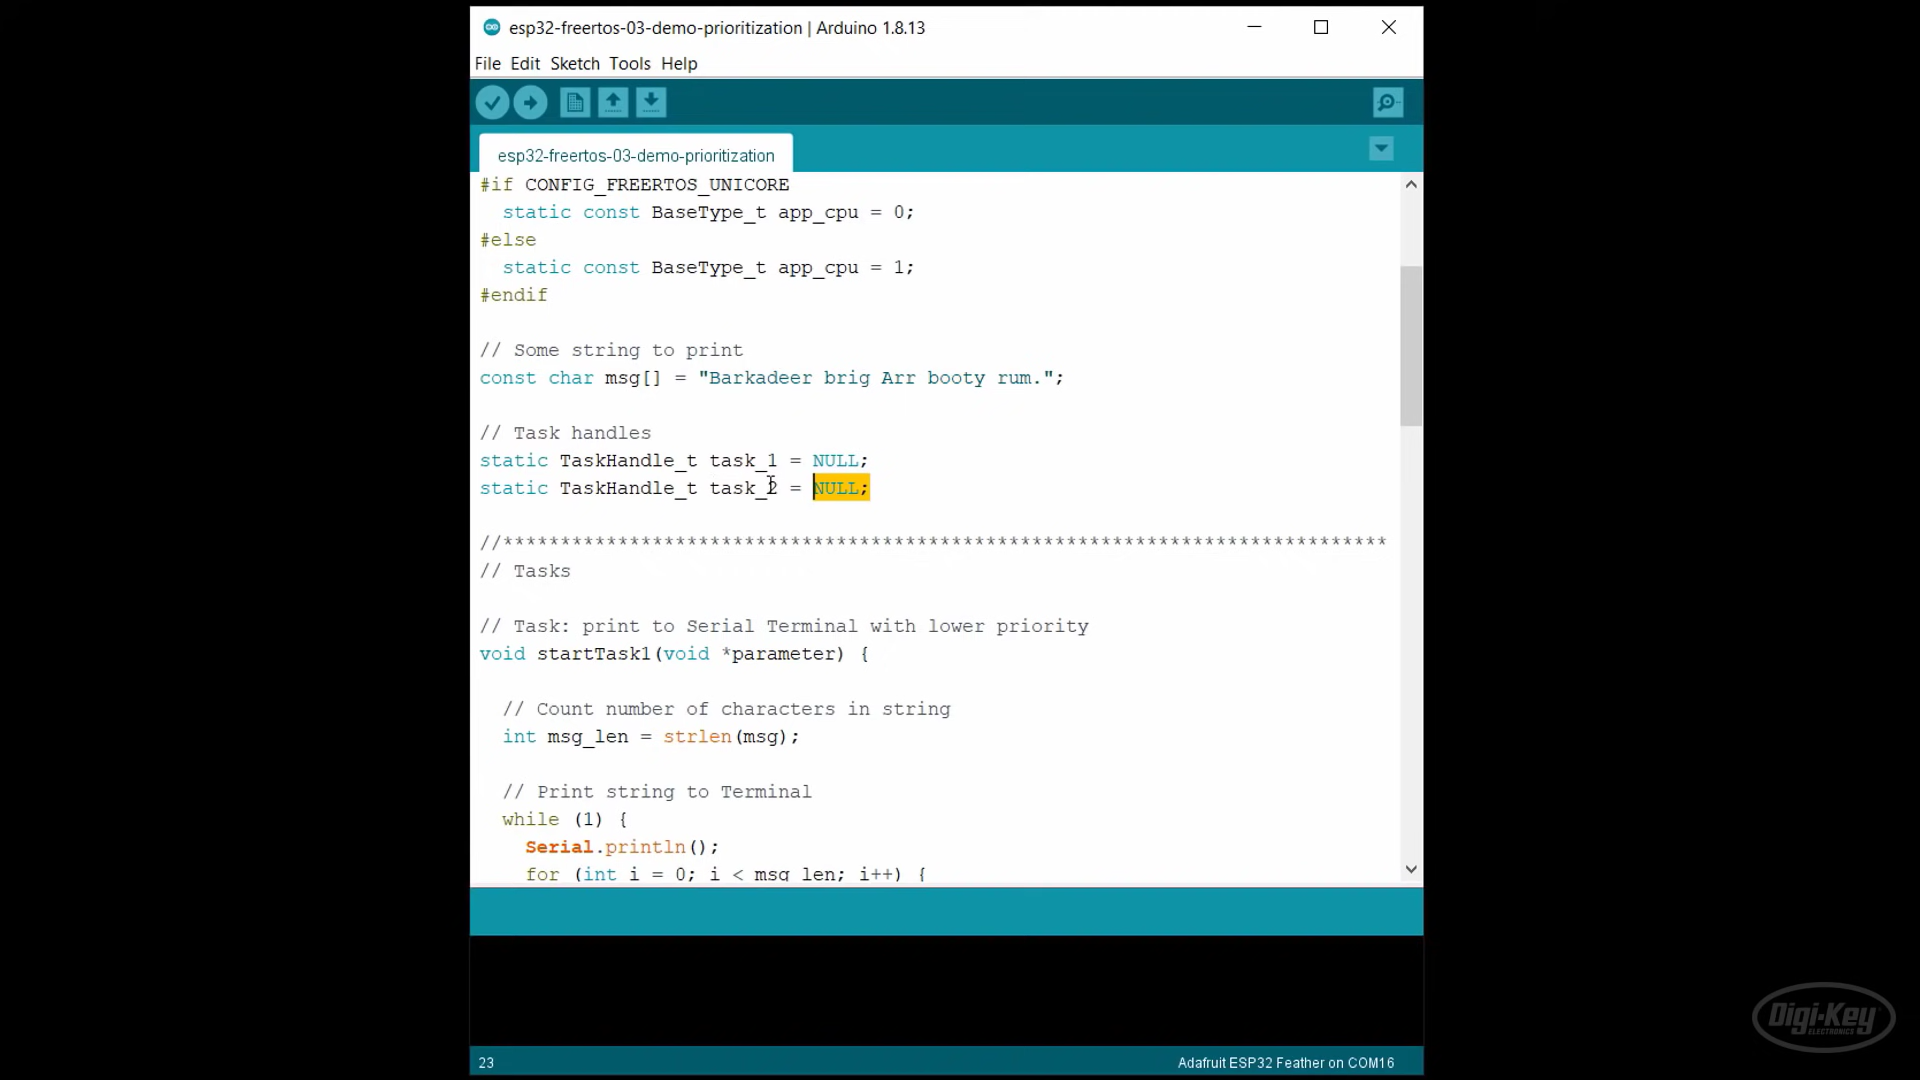 esp32-freertos-03-demo-prioritization | Arduino 1.8.13
File Edit Sketch Tools Help
esp32-freertos-03-demo-prioritization
#if CONFIG_FREERTOS_UNICORE
static const BaseType_t app_cpu = 0;
#else
static const BaseType_t app_cpu = 1;
#endif
// Some string to print
const char msg[] = "Barkadeer brig Arr booty rum.";
// Task handles
static TaskHandle_t task_1 = NULL;
static TaskHandle_t task_2 = NULL;
//*****************************************************************************
// Tasks
// Task: print to Serial Terminal with lower priority
void startTask1(void *parameter) {
// Count number of characters in string
int msg_len = strlen(msg);
// Print string to Terminal
while (1) {
Serial.println();
for (int i = 0; i < msg_len; i++) {
23
Adafruit ESP32 Feather on COM16
Digi-Key
ELECTRONICS